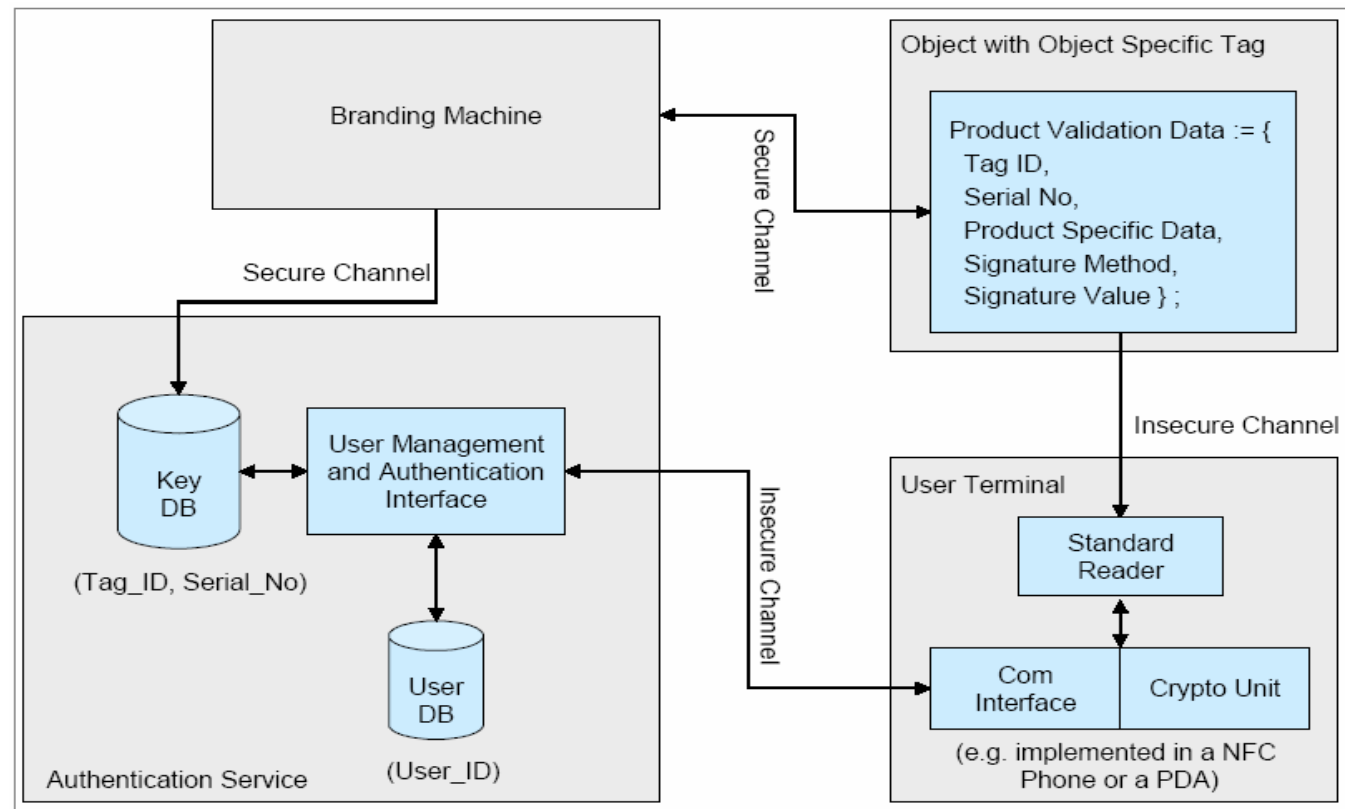 Branding Machine
Object with Object Specific Tag
Product Validation Data := {
Tag ID,
Serial No,
Product Specific Data,
Signature Method,
Signature Value } ;
Secure Channel
Secure Channel
Insecure Channel
Key
DB
(Tag_ID, Serial_No)
User Management
and Authentication
Interface
User
DB
(User_ID)
Authentication Service
Insecure Channel
User Terminal
Standard
Reader
Com
Interface
Crypto Unit
(e.g. implemented in a NFC
Phone or a PDA)